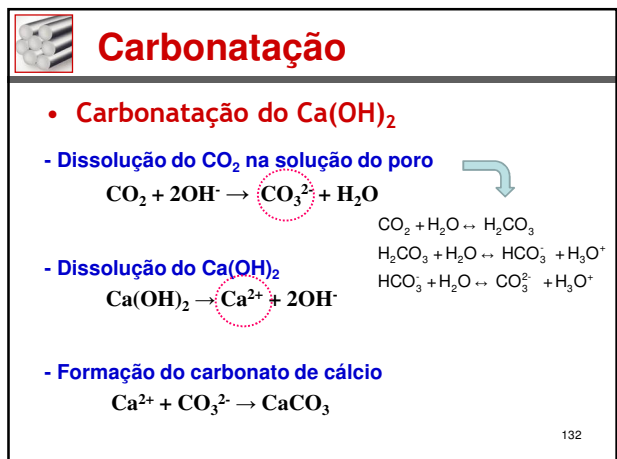 Carbonatação
• Carbonatação do Ca(OH)₂
- Dissolução do CO₂ na solução do poro
CO₂ + 2OH⁻ → CO₃²⁻ + H₂O
CO₂ + H₂O ↔ H₂CO₃
H₂CO₃ + H₂O ↔ HCO₃⁻ + H₃O⁺
HCO₃⁻ + H₂O ↔ CO₃²⁻ + H₃O⁺
- Dissolução do Ca(OH)₂
Ca(OH)₂ → Ca²⁺ + 2OH⁻
- Formação do carbonato de cálcio
Ca²⁺ + CO₃²⁻ → CaCO₃
132